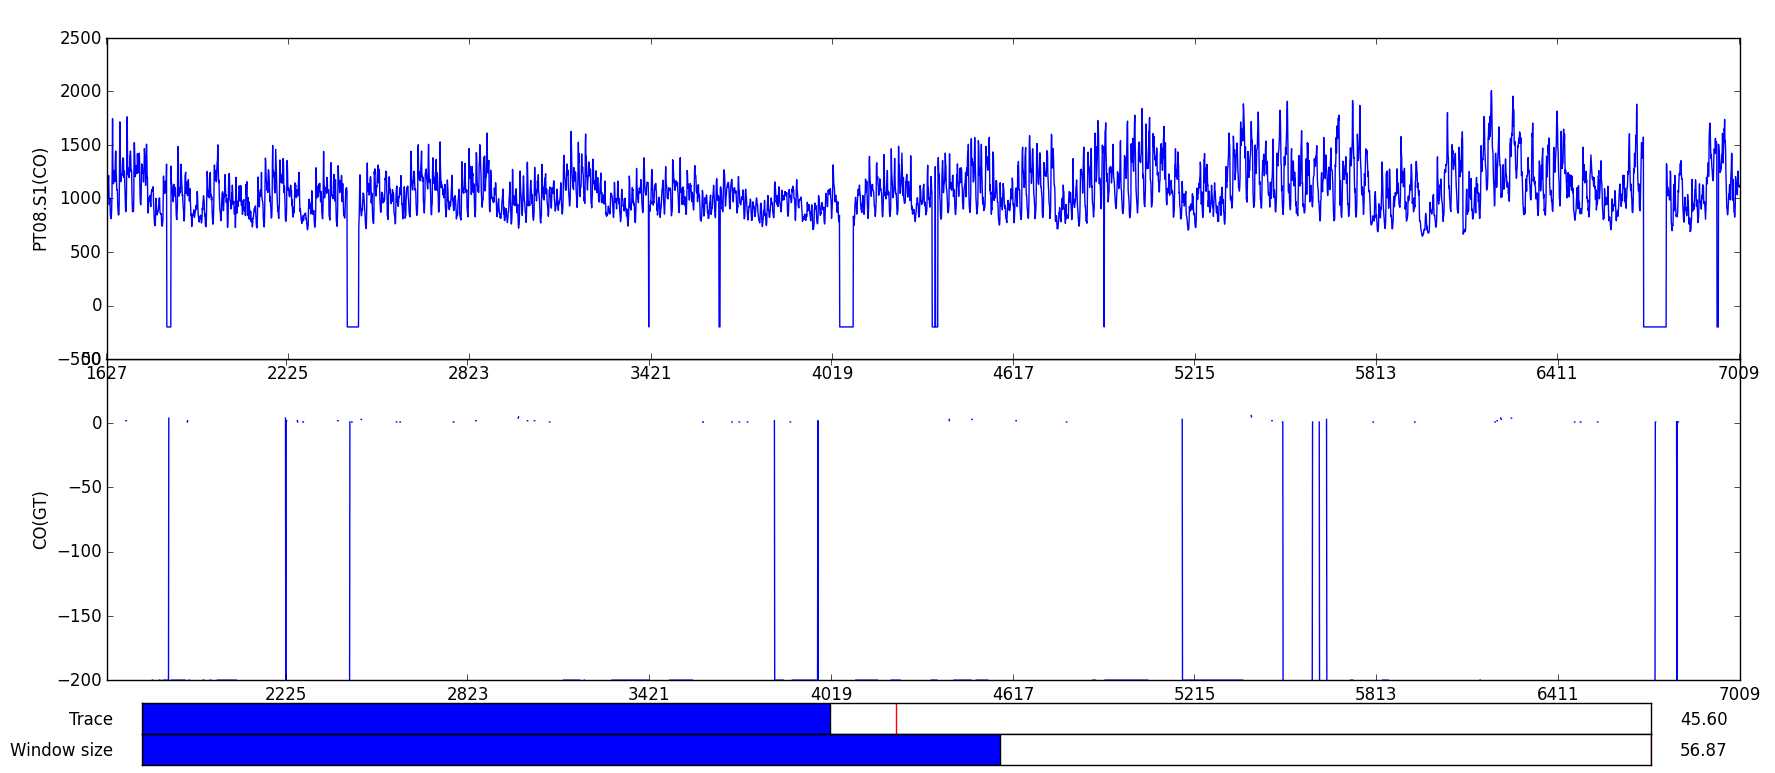 2500
2000
1500
1000
500
0
PT08.S1(CO)
1627 2225 2823 3421 4019 4617 5215 5813 6411 7009
0
−50
−100
−150
−200
CO(GT)
2225 2823 3421 4019 4617 5215 5813 6411 7009
Trace 45.60
Window size 56.87